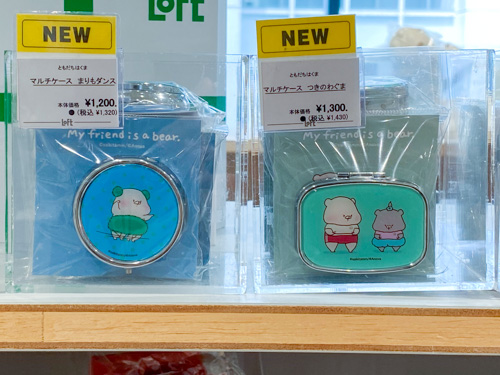 LOFT
NEW
ともだちはくま
マルチケース まりもダンス
本体価格 ¥1,200.
●(税込 ¥1,320)
Loft
My friend is a bear.
NEW
ともだちはくま
マルチケース つきのわぐま
本体価格 ¥1,300.
●(税込 ¥1,430)
Loft
My friend is a bear.